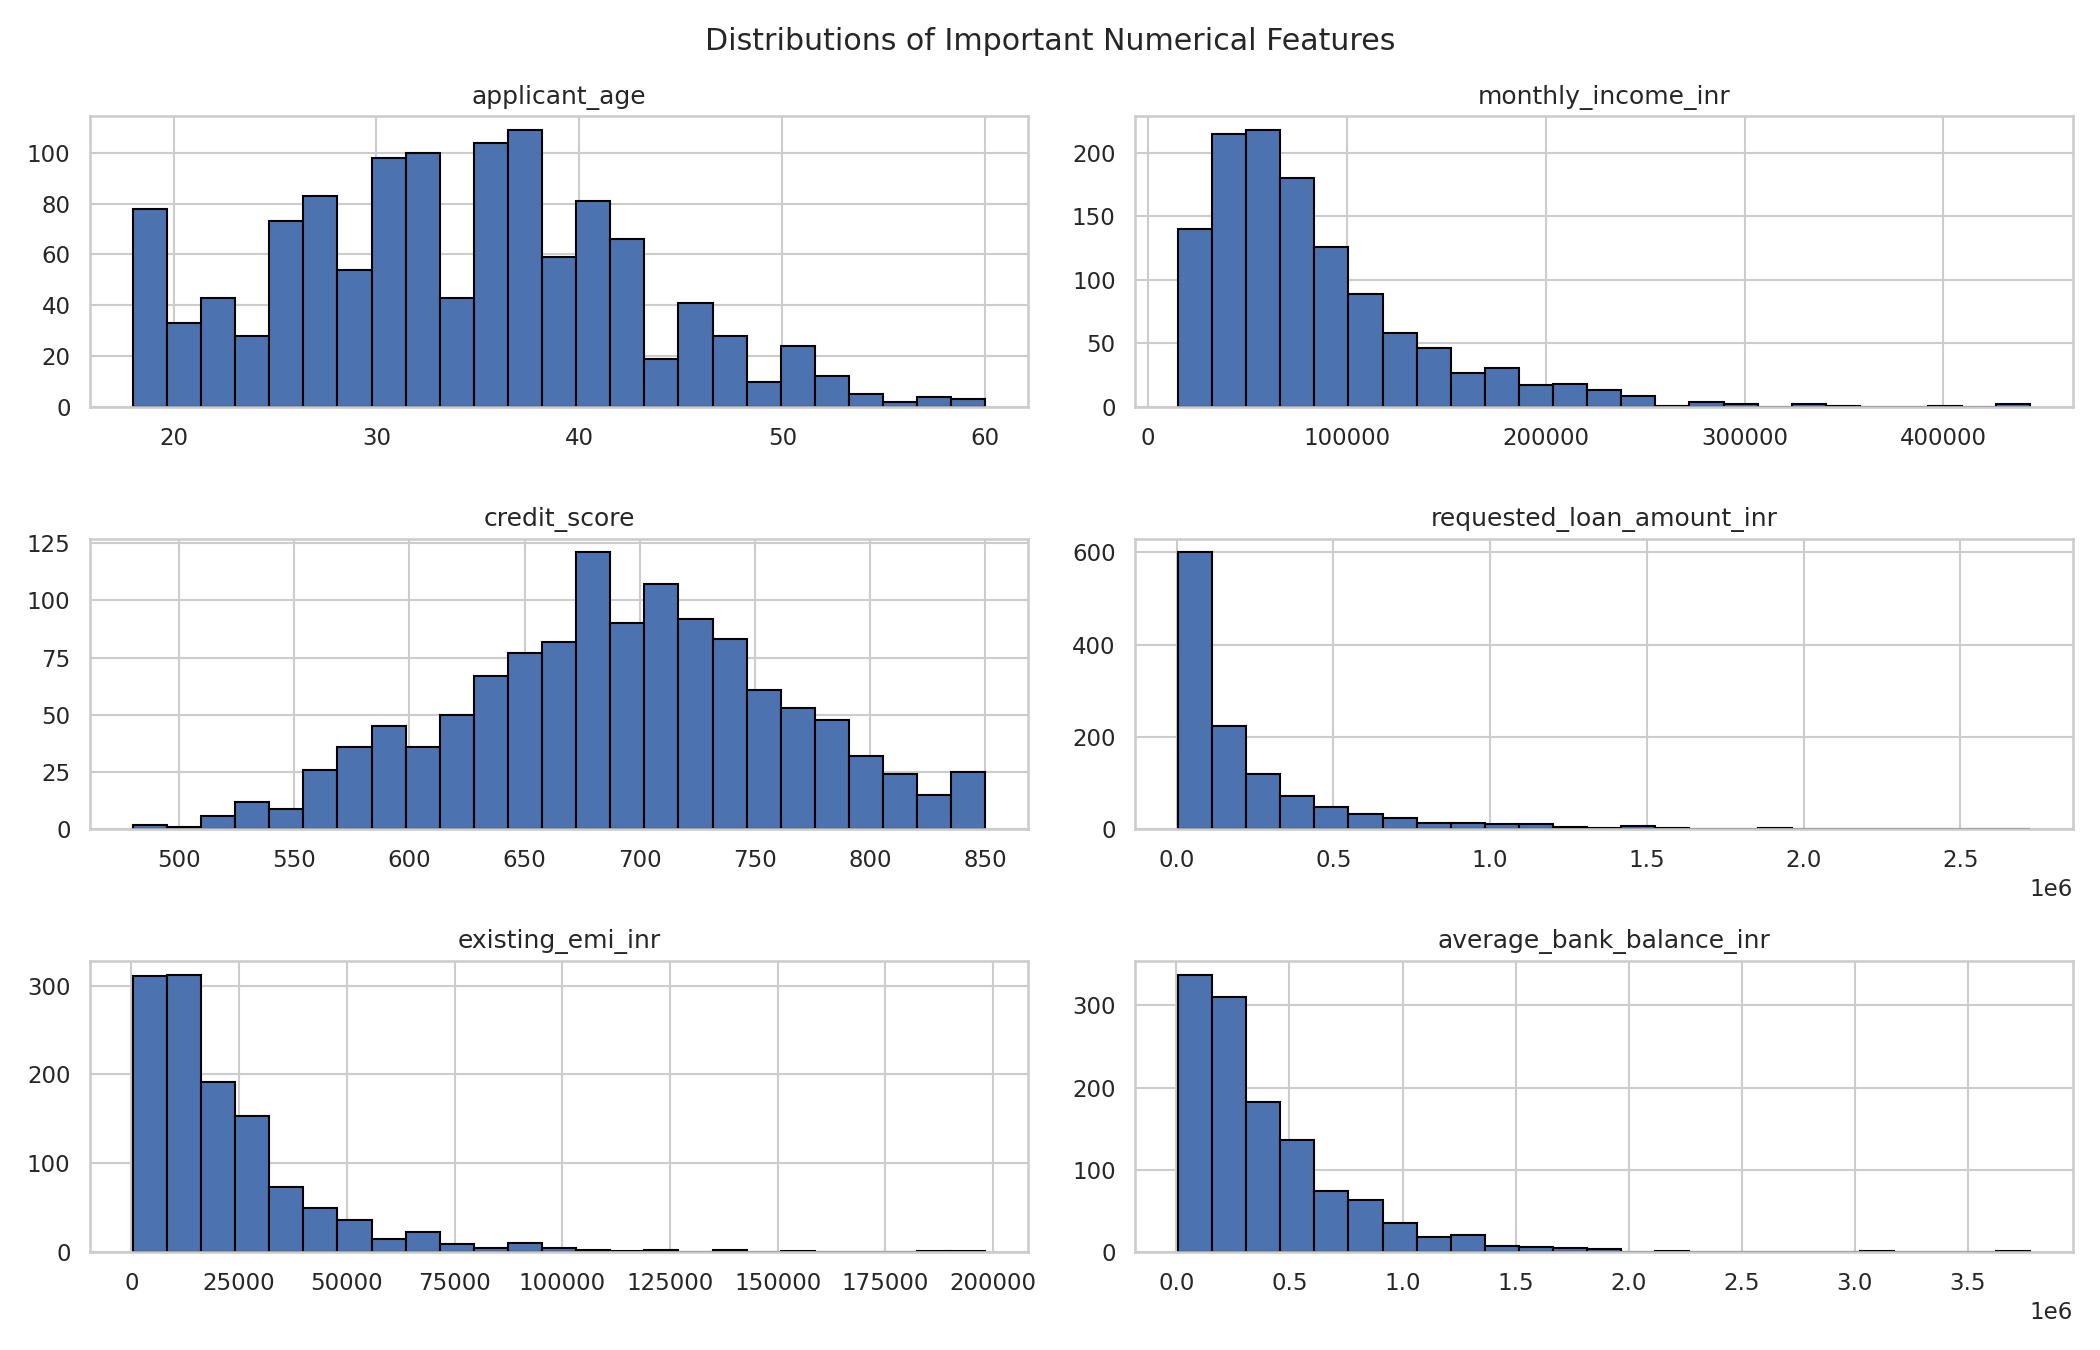 Distributions of Important Numerical Features
applicant_age
100
80
60
40
20
0
20 30 40 50 60
monthly_income_inr
200
150
100
50
0
0 100000 200000 300000 400000
credit_score
125
100
75
50
25
0
500 550 600 650 700 750 800 850
requested_loan_amount_inr
600
400
200
0
0.0 0.5 1.0 1.5 2.0 2.5
1e6
existing_emi_inr
300
200
100
0
0 25000 50000 75000 100000 125000 150000 175000 200000
average_bank_balance_inr
300
200
100
0
0.0 0.5 1.0 1.5 2.0 2.5 3.0 3.5
1e6